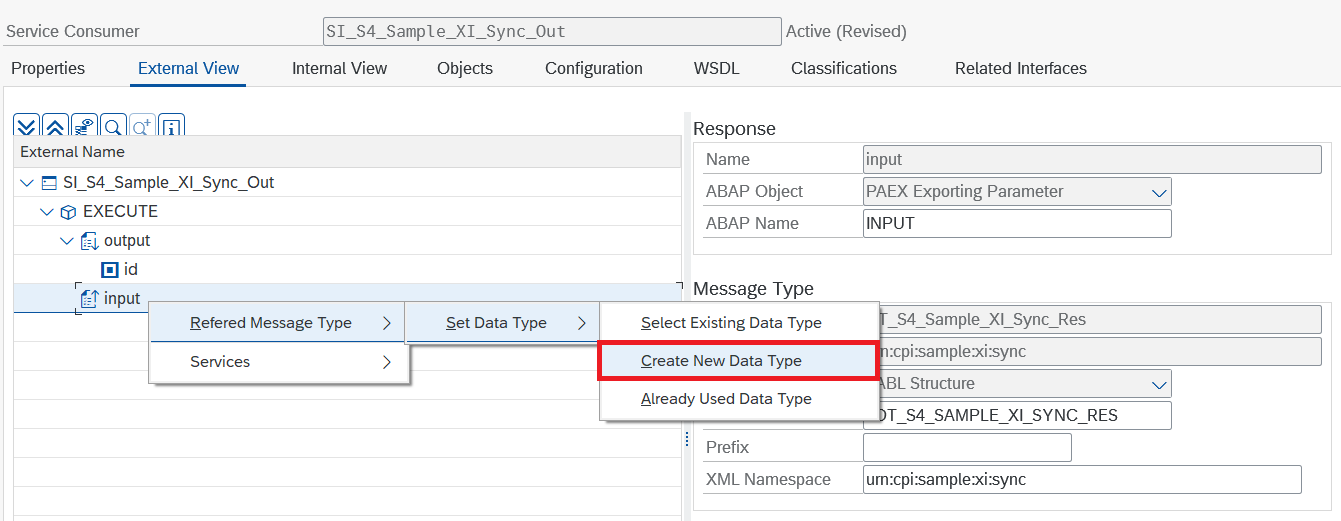 Service Consumer SI_S4_Sample_XI_Sync_Out Active (Revised)
Properties External View Internal View Objects Configuration WSDL Classifications Related Interfaces
External Name
SI_S4_Sample_XI_Sync_Out
EXECUTE
output
id
input
Refered Message Type
Services
Set Data Type
Select Existing Data Type
Create New Data Type
Already Used Data Type
Response
Name input
ABAP Object PAEX Exporting Parameter
ABAP Name INPUT
Message Type
T_S4_Sample_XI_Sync_Res
n:cpi:sample:xi:sync
ABL Structure
DT_S4_SAMPLE_XI_SYNC_RES
Prefix
XML Namespace urn:cpi:sample:xi:sync